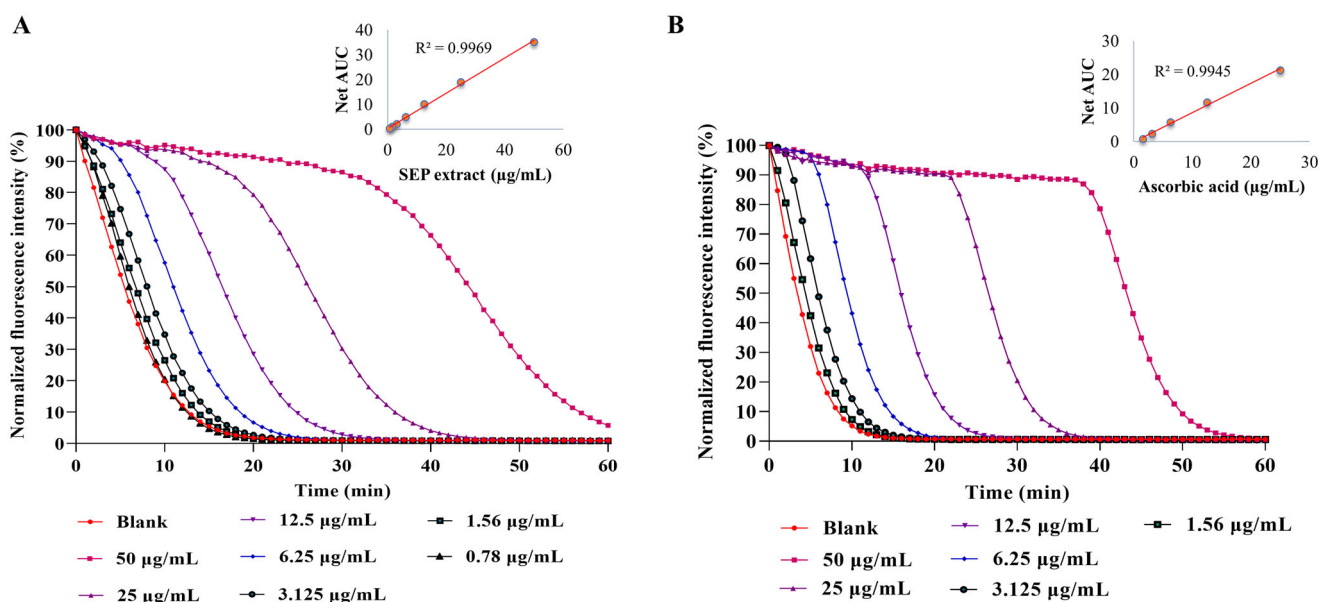 A
40
30
20
10
0
Net AUC
R² = 0.9969
0 20 40 60
SEP extract (µg/mL)
Normalized fluorescence intensity (%)
100
90
80
70
60
50
40
30
20
10
0
0 10 20 30 40 50 60
Time (min)
Blank 12.5 µg/mL 1.56 µg/mL
50 µg/mL 6.25 µg/mL 0.78 µg/mL
25 µg/mL 3.125 µg/mL
B
30
20
10
0
Net AUC
R² = 0.9945
0 10 20 30
Ascorbic acid (µg/mL)
Normalized fluorescence intensity (%)
100
90
80
70
60
50
40
30
20
10
0
0 10 20 30 40 50 60
Time (min)
Blank 12.5 µg/mL 1.56 µg/mL
50 µg/mL 6.25 µg/mL
25 µg/mL 3.125 µg/mL